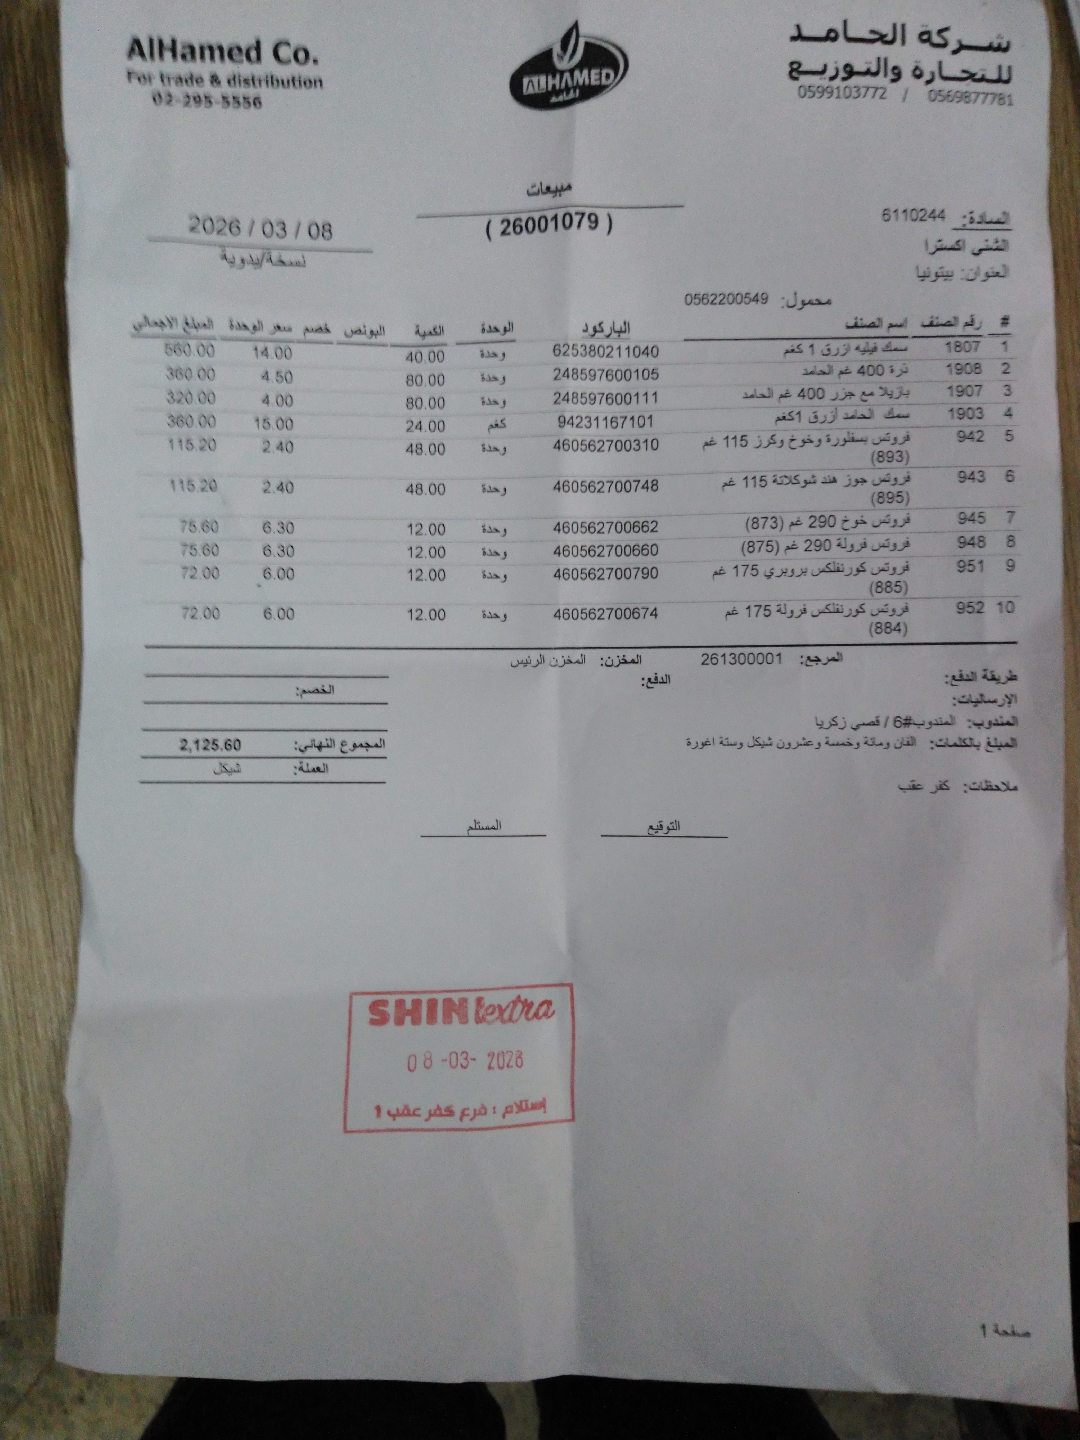 AlHamed Co.
For trade & distribution
02-295-5556
ALHAMED
الحامد
شركة الحامد
للتجارة والتوزيع
0599103772 / 0569877781
مبيعات
( 26001079 )
2026 / 03 / 08
نسخة/يدوية
السادة: 6110244
الشني اكسترا
العنوان: بيتونيا
محمول: 0562200549
# رقم الصنف اسم الصنف الباركود الوحدة الكمية البونص خصم سعر الوحدة المبلغ الاجمالي
1 1807 سمك فيليه ازرق 1 كغم 625380211040 وحدة 40.00 14.00 560.00
2 1908 ذرة 400 غم الحامد 248597600105 وحدة 80.00 4.50 360.00
3 1907 بازيلا مع جزر 400 غم الحامد 248597600111 وحدة 80.00 4.00 320.00
4 1903 سمك الحامد أزرق 1كغم 94231167101 كغم 24.00 15.00 360.00
5 942 فروتس بسفلورة وخوخ وكرز 115 غم 460562700310 وحدة 48.00 2.40 115.20
(893)
6 943 فروتس جوز هند شوكلاتة 115 غم 460562700748 وحدة 48.00 2.40 115.20
(895)
7 945 فروتس خوخ 290 غم (873) 460562700662 وحدة 12.00 6.30 75.60
8 948 فروتس فرولة 290 غم (875) 460562700660 وحدة 12.00 6.30 75.60
9 951 فروتس كورنفلكس بروبري 175 غم 460562700790 وحدة 12.00 6.00 72.00
(885)
10 952 فروتس كورنفلكس فرولة 175 غم 460562700674 وحدة 12.00 6.00 72.00
(884)
المرجع: 261300001 المخزن: المخزن الرئيس
طريقة الدفع: الدفع:
الخصم:
الإرساليات:
المندوب: المندوب#6 / قصي زكريا
المبلغ بالكلمات: الفان ومائة وخمسة وعشرون شيكل وستة اغورة
المجموع النهائي: 2,125.60
العملة: شيكل
ملاحظات: كفر عقب
التوقيع المستلم
SHINI extra
08-03-2026
إستلام : فرع كفر عقب 1
صفحة 1